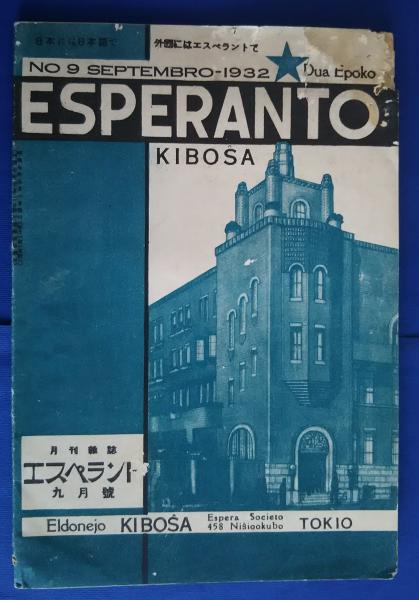 日本には日本語で 外國にはエスペラントで
NO 9 SEPTEMBRO-1932 Dua Epoko
ESPERANTO
KIBOŜA
月刊雜誌
エスペラント
九月號
Eldonejo KIBOŜA Espera Societo 458 Niŝiookubo TOKIO